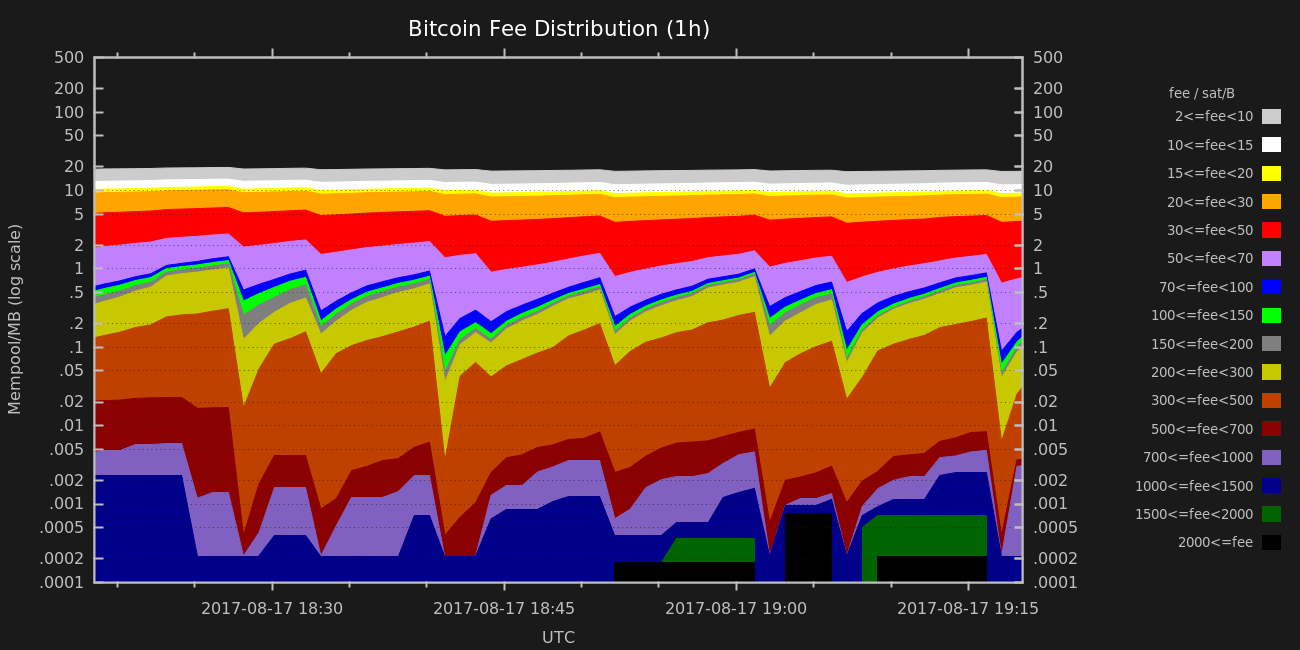 Bitcoin Fee Distribution (1h)
500 500
200 200
100 100
50 50
20 20
10 10
5 5
2 2
1 1
.5 .5
.2 .2
.1 .1
.05 .05
.02 .02
.01 .01
.005 .005
.002 .002
.001 .001
.0005 .0005
.0002 .0002
.0001 .0001
Mempool/MB (log scale)
2017-08-17 18:30 2017-08-17 18:45 2017-08-17 19:00 2017-08-17 19:15
UTC
fee / sat/B
2<=fee<10
10<=fee<15
15<=fee<20
20<=fee<30
30<=fee<50
50<=fee<70
70<=fee<100
100<=fee<150
150<=fee<200
200<=fee<300
300<=fee<500
500<=fee<700
700<=fee<1000
1000<=fee<1500
1500<=fee<2000
2000<=fee